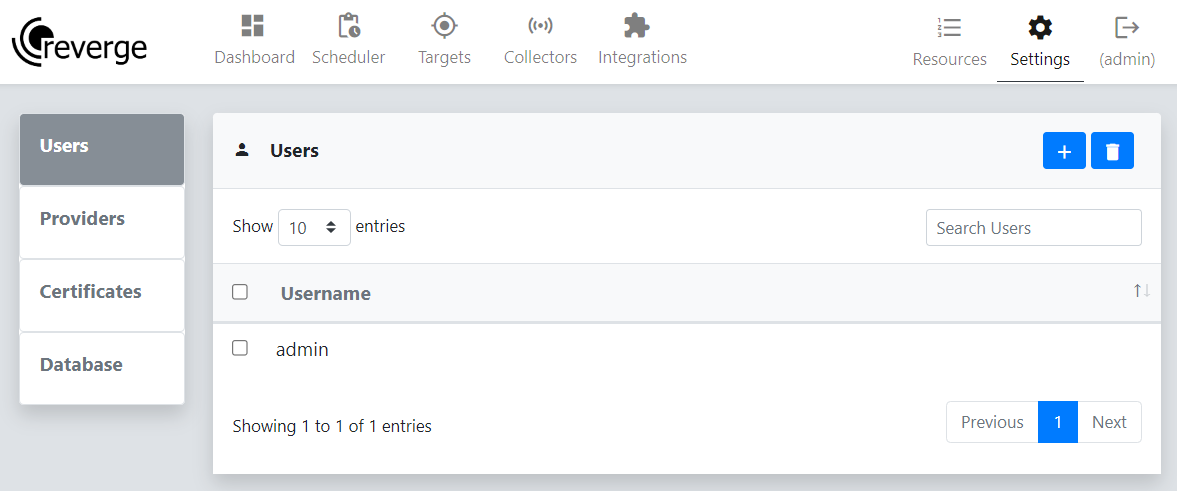 reverge
Dashboard
Scheduler
Targets
Collectors
Integrations
Resources
Settings
(admin)
Users
Providers
Certificates
Database
Users
Show 10 entries
Search Users
Username
admin
Showing 1 to 1 of 1 entries
Previous 1 Next